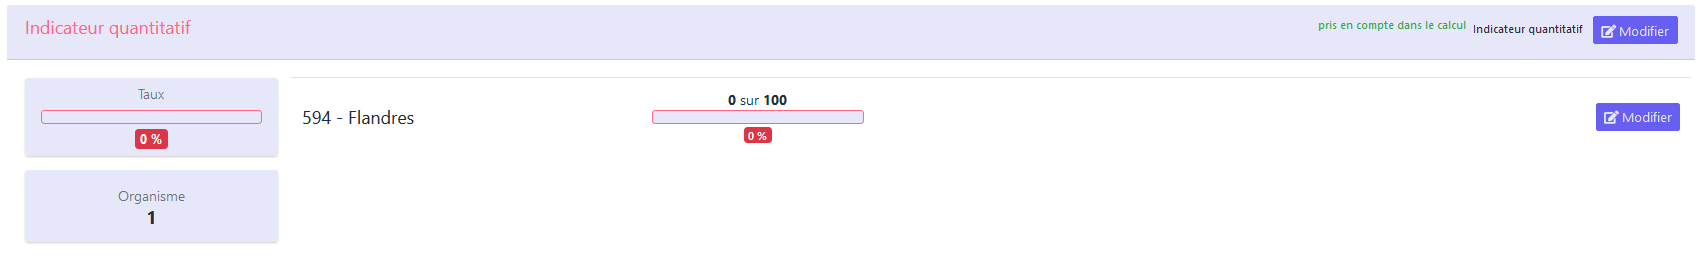 Indicateur quantitatif
pris en compte dans le calcul Indicateur quantitatif Modifier
Taux
0 %
Organisme
1
594 - Flandres
0 sur 100
0 %
Modifier